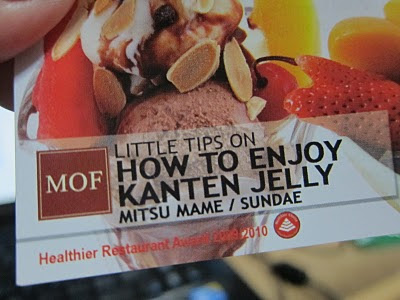 MOF
LITTLE TIPS ON
HOW TO ENJOY
KANTEN JELLY
MITSU MAME / SUNDAE
Healthier Restaurant Award 2009/2010